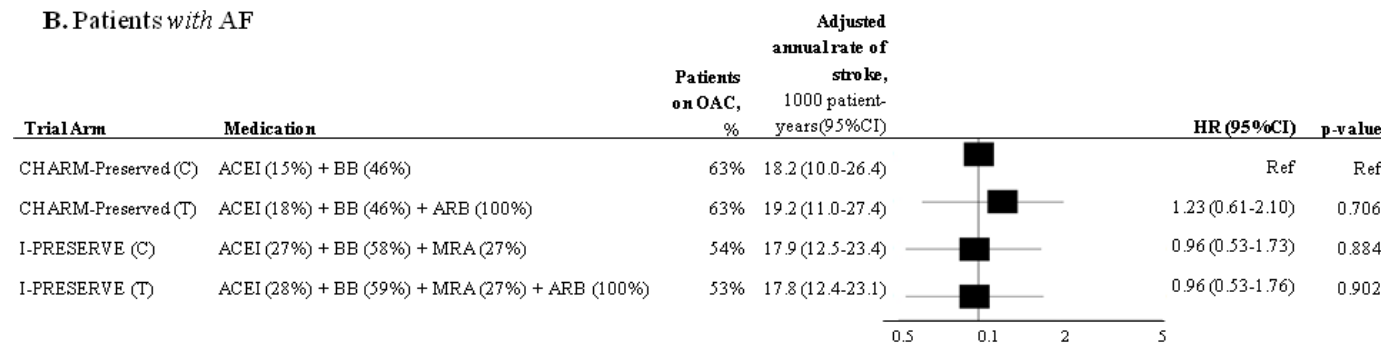 B. Patients with AF
Adjusted
annual rate of
Patients stroke,
on OAC, 1000 patient-
Trial Arm Medication % years(95%CI) HR (95%CI) p-value
CHARM-Preserved (C) ACEI (15%) + BB (46%) 63% 18.2 (10.0-26.4) Ref Ref
CHARM-Preserved (T) ACEI (18%) + BB (46%) + ARB (100%) 63% 19.2 (11.0-27.4) 1.23 (0.61-2.10) 0.706
I-PRESERVE (C) ACEI (27%) + BB (58%) + MRA (27%) 54% 17.9 (12.5-23.4) 0.96 (0.53-1.73) 0.884
I-PRESERVE (T) ACEI (28%) + BB (59%) + MRA (27%) + ARB (100%) 53% 17.8 (12.4-23.1) 0.96 (0.53-1.76) 0.902
0.5 0.1 2 5